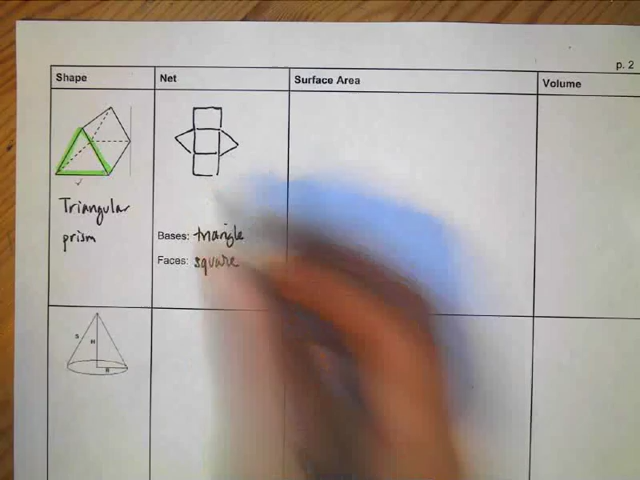 p. 2
Shape Net Surface Area Volume
Triangular
prism
Bases: triangle
Faces: square
S H
R